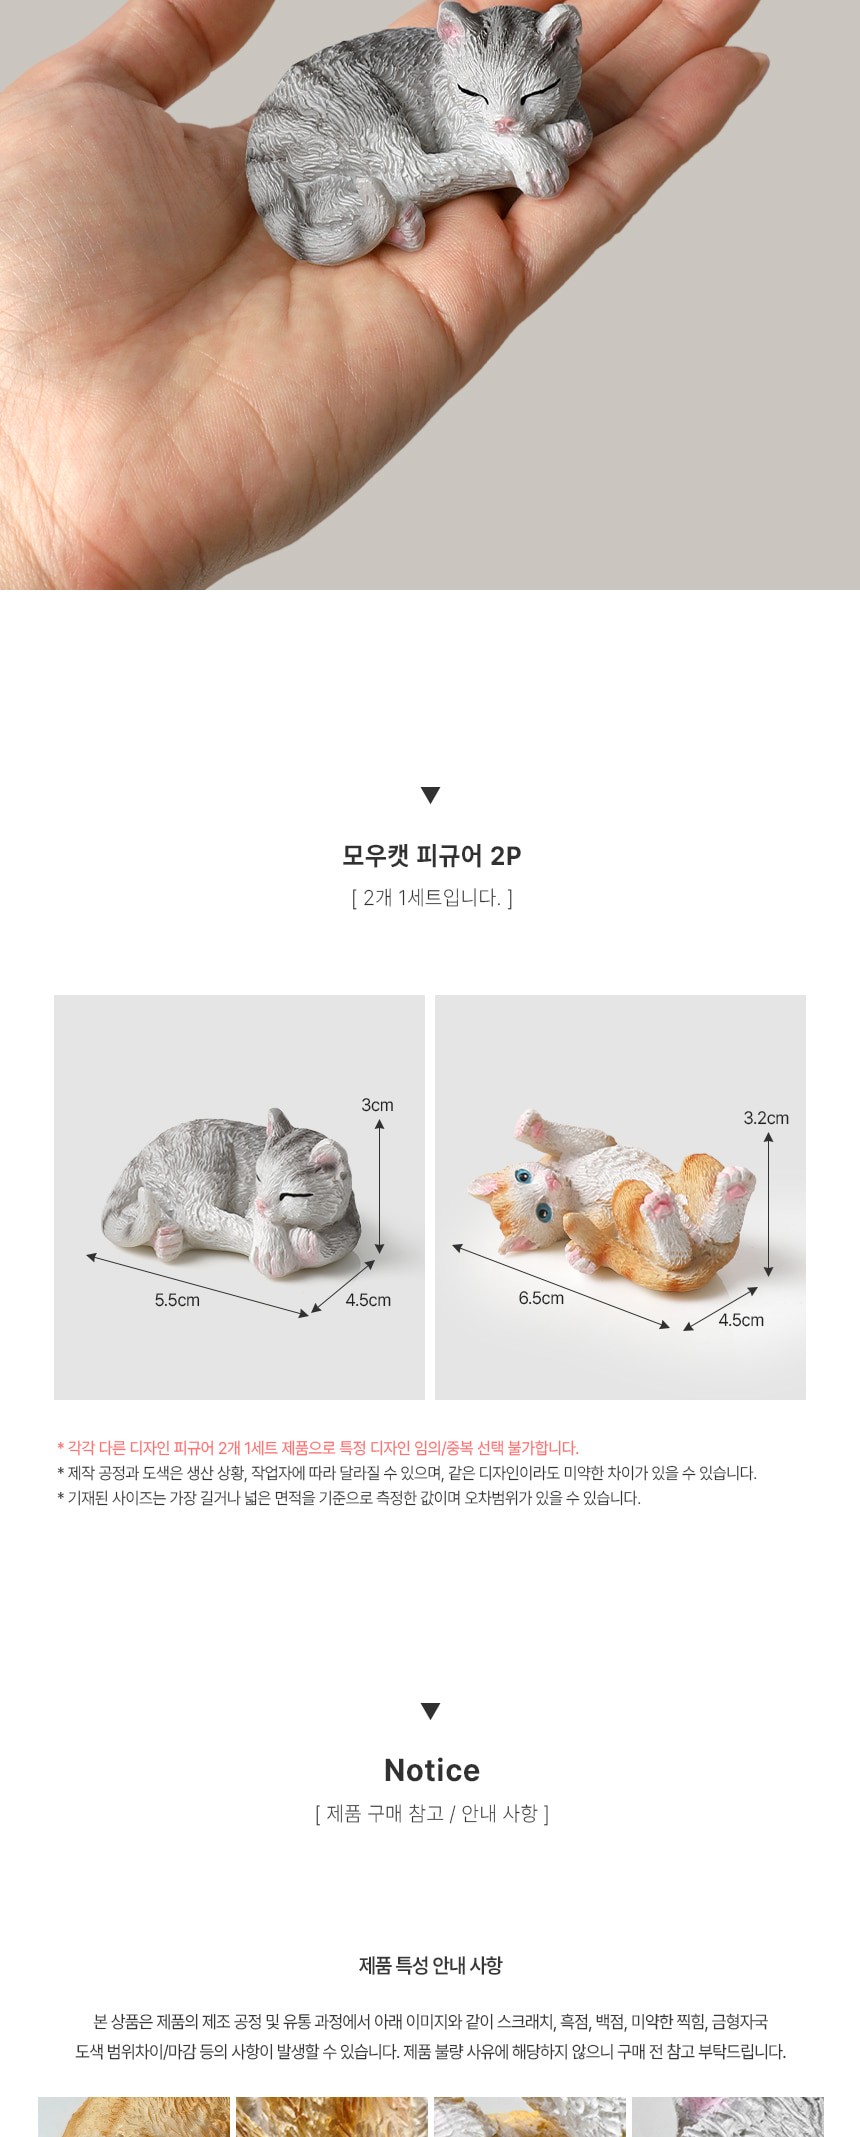 ▼
모우캣 피규어 2P
[ 2개 1세트입니다. ]
3cm
5.5cm
4.5cm
3.2cm
6.5cm
4.5cm
* 각각 다른 디자인 피규어 2개 1세트 제품으로 특정 디자인 임의/중복 선택 불가합니다.
* 제작 공정과 도색은 생산 상황, 작업자에 따라 달라질 수 있으며, 같은 디자인이라도 미약한 차이가 있을 수 있습니다.
* 기재된 사이즈는 가장 길거나 넓은 면적을 기준으로 측정한 값이며 오차범위가 있을 수 있습니다.
▼
Notice
[ 제품 구매 참고 / 안내 사항 ]
제품 특성 안내 사항
본 상품은 제품의 제조 공정 및 유통 과정에서 아래 이미지와 같이 스크래치, 흑점, 백점, 미약한 찍힘, 금형자국
도색 범위차이/마감 등의 사항이 발생할 수 있습니다. 제품 불량 사유에 해당하지 않으니 구매 전 참고 부탁드립니다.